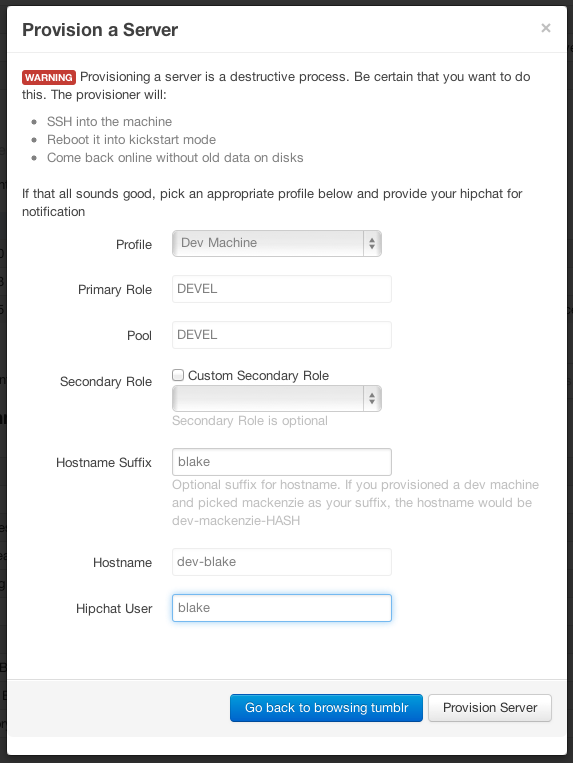 Provision a Server
×
WARNING Provisioning a server is a destructive process. Be certain that you want to do
this. The provisioner will:
SSH into the machine
Reboot it into kickstart mode
Come back online without old data on disks
If that all sounds good, pick an appropriate profile below and provide your hipchat for
notification
Profile Dev Machine
Primary Role DEVEL
Pool DEVEL
Secondary Role Custom Secondary Role
Secondary Role is optional
Hostname Suffix blake
Optional suffix for hostname. If you provisioned a dev machine
and picked mackenzie as your suffix, the hostname would be
dev-mackenzie-HASH
Hostname dev-blake
Hipchat User blake
Go back to browsing tumblr Provision Server